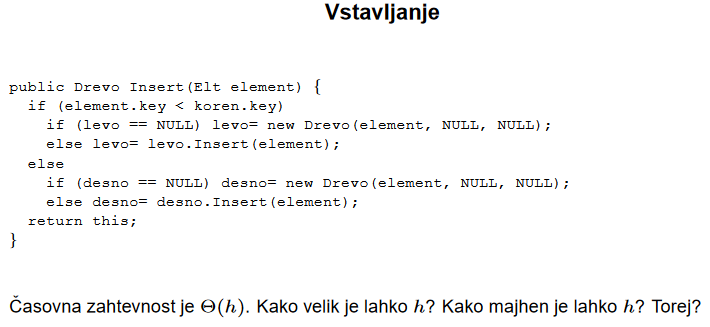 Vstavljanje
public Drevo Insert(Elt element) {
  if (element.key < koren.key)
    if (levo == NULL) levo= new Drevo(element, NULL, NULL);
    else levo= levo.Insert(element);
  else
    if (desno == NULL) desno= new Drevo(element, NULL, NULL);
    else desno= desno.Insert(element);
  return this;
}
Časovna zahtevnost je Θ(h). Kako velik je lahko h? Kako majhen je lahko h? Torej?